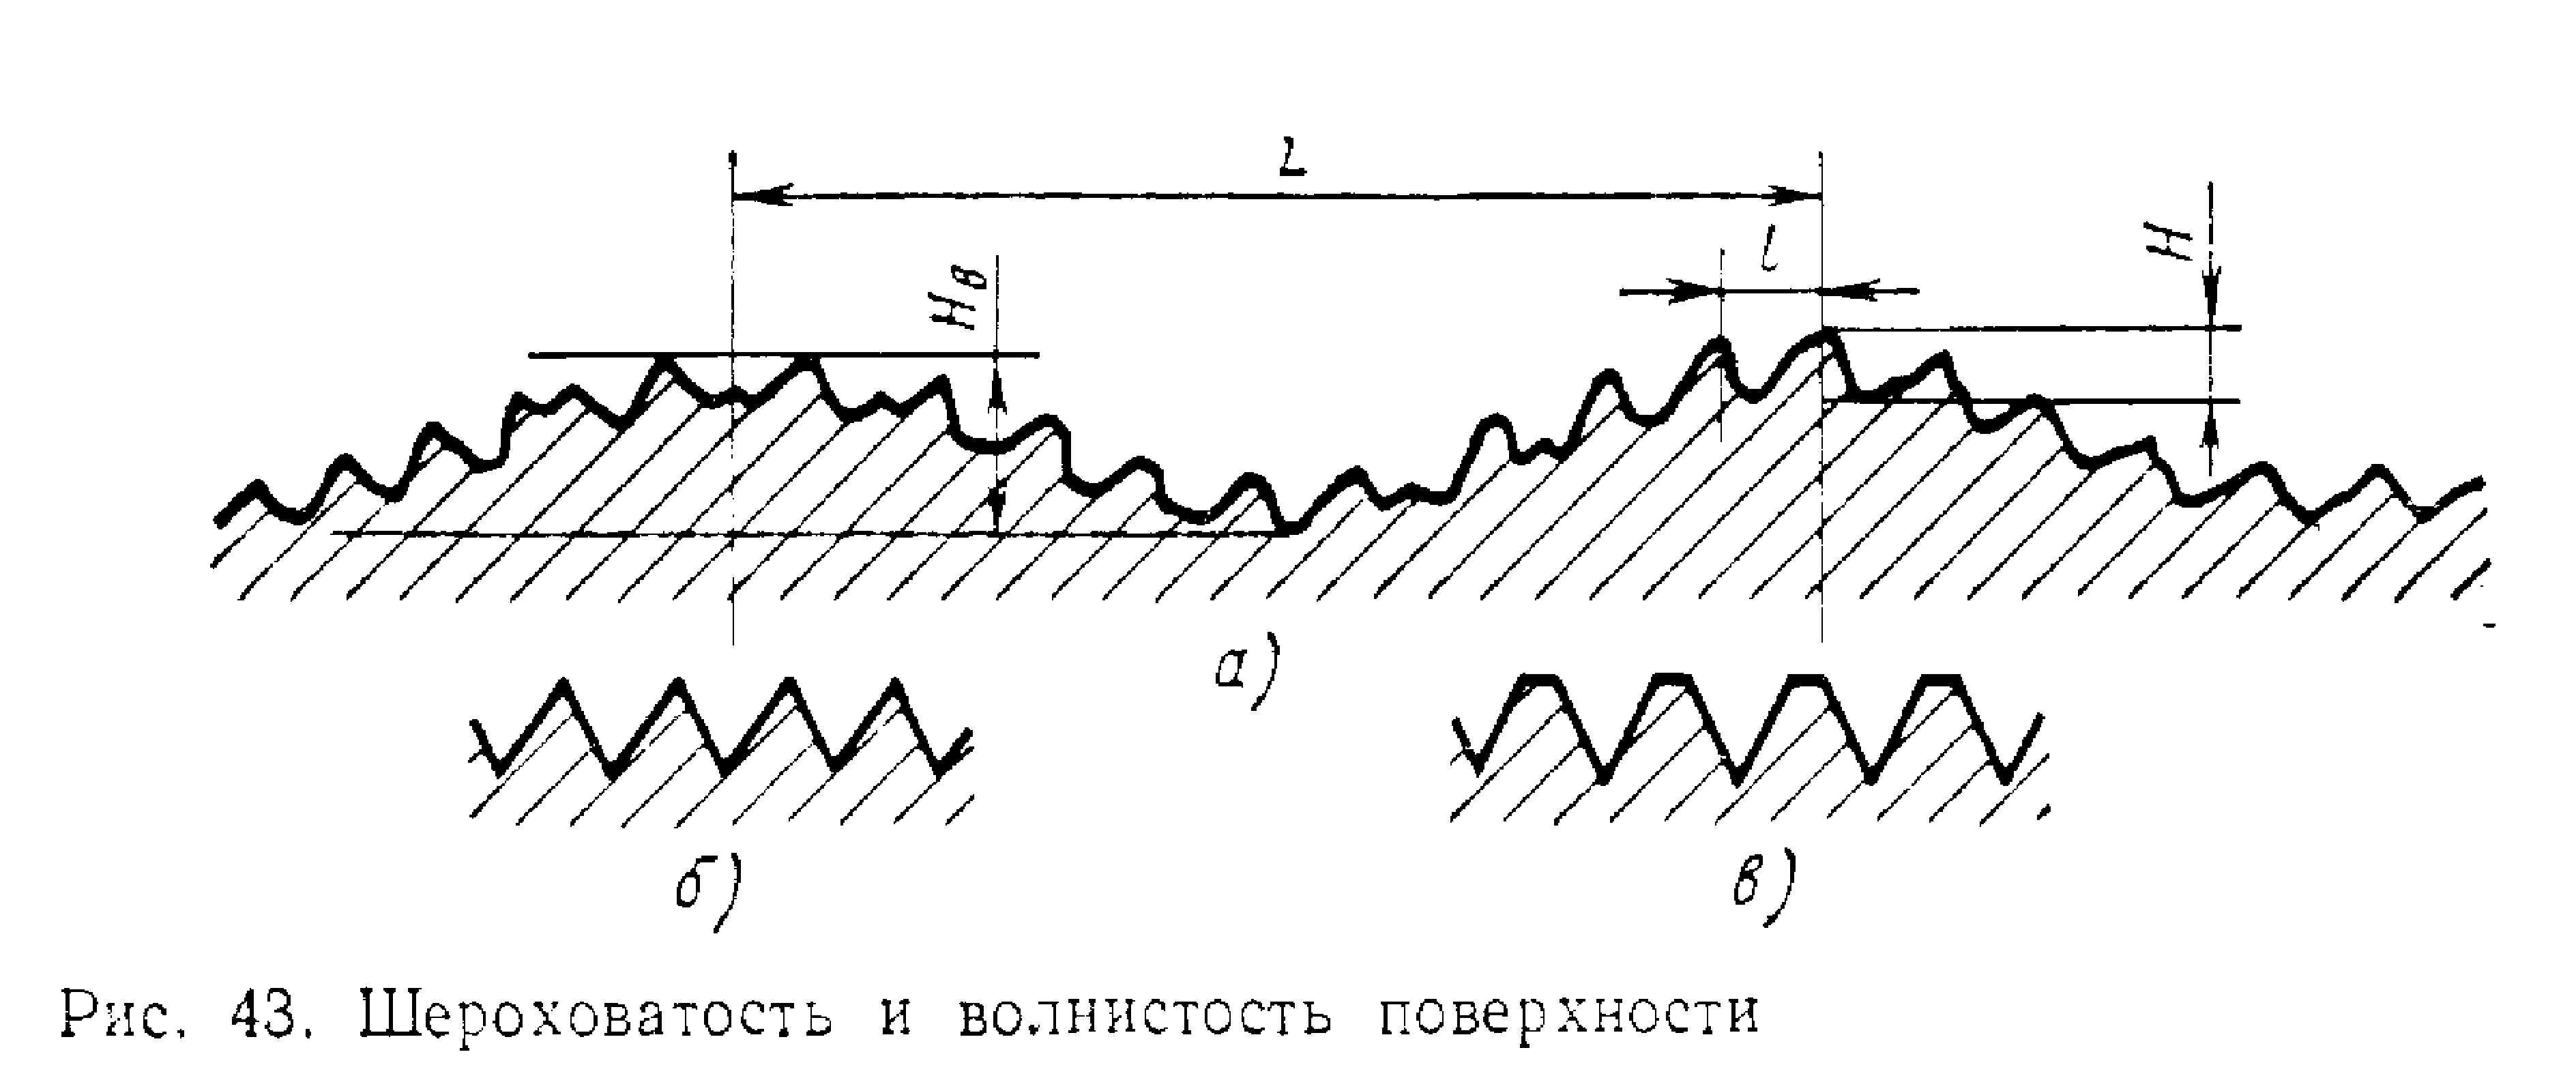 L
l
H
Hв
а)
б)
в)
Рис. 43. Шероховатость и волнистость поверхности